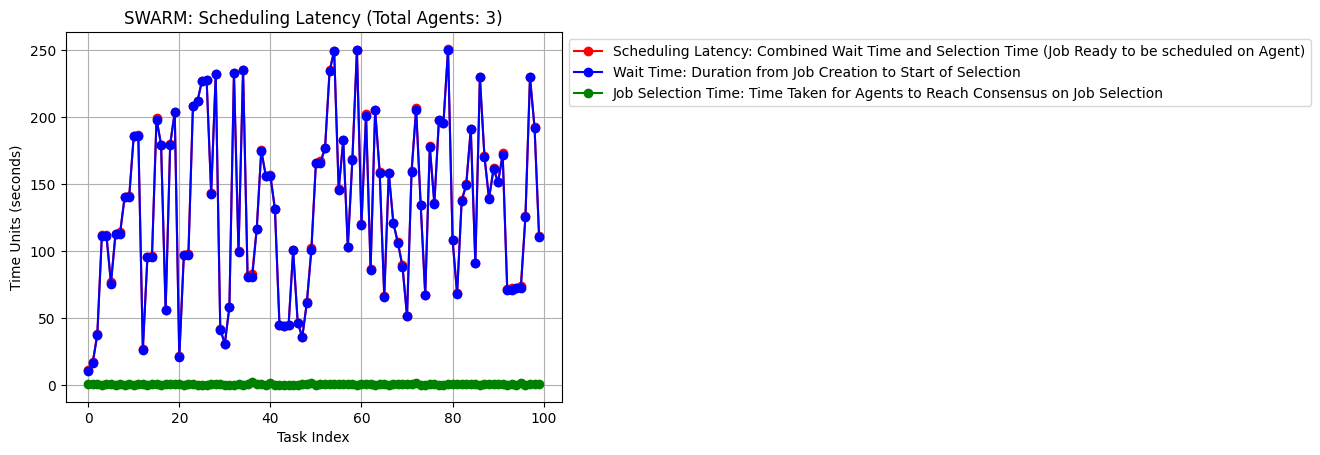 SWARM: Scheduling Latency (Total Agents: 3)
Scheduling Latency: Combined Wait Time and Selection Time (Job Ready to be scheduled on Agent)
Wait Time: Duration from Job Creation to Start of Selection
Job Selection Time: Time Taken for Agents to Reach Consensus on Job Selection
Time Units (seconds)
250
200
150
100
50
0
0 20 40 60 80 100
Task Index